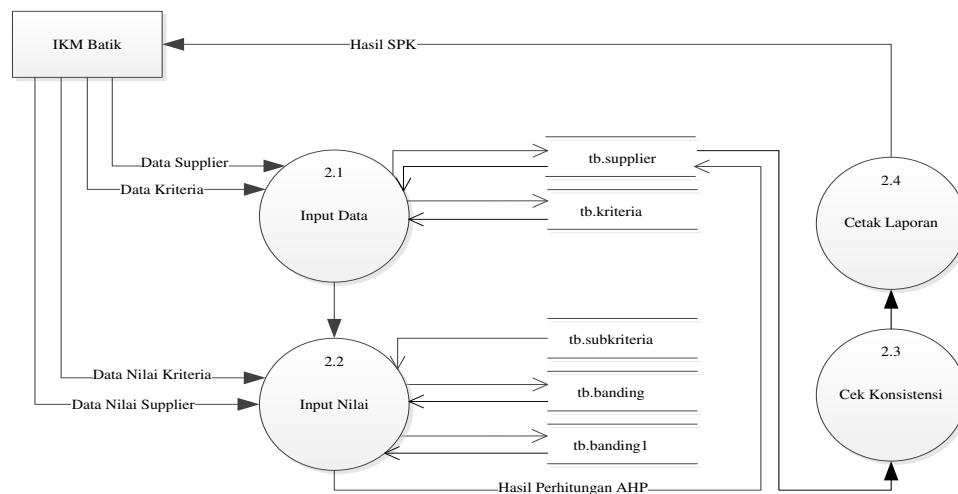 IKM Batik
Hasil SPK
Data Supplier
Data Kriteria
2.1
Input Data
tb.supplier
tb.kriteria
2.4
Cetak Laporan
2.2
Input Nilai
Data Nilai Kriteria
Data Nilai Supplier
tb.subkriteria
tb.banding
tb.banding1
2.3
Cek Konsistensi
Hasil Perhitungan AHP